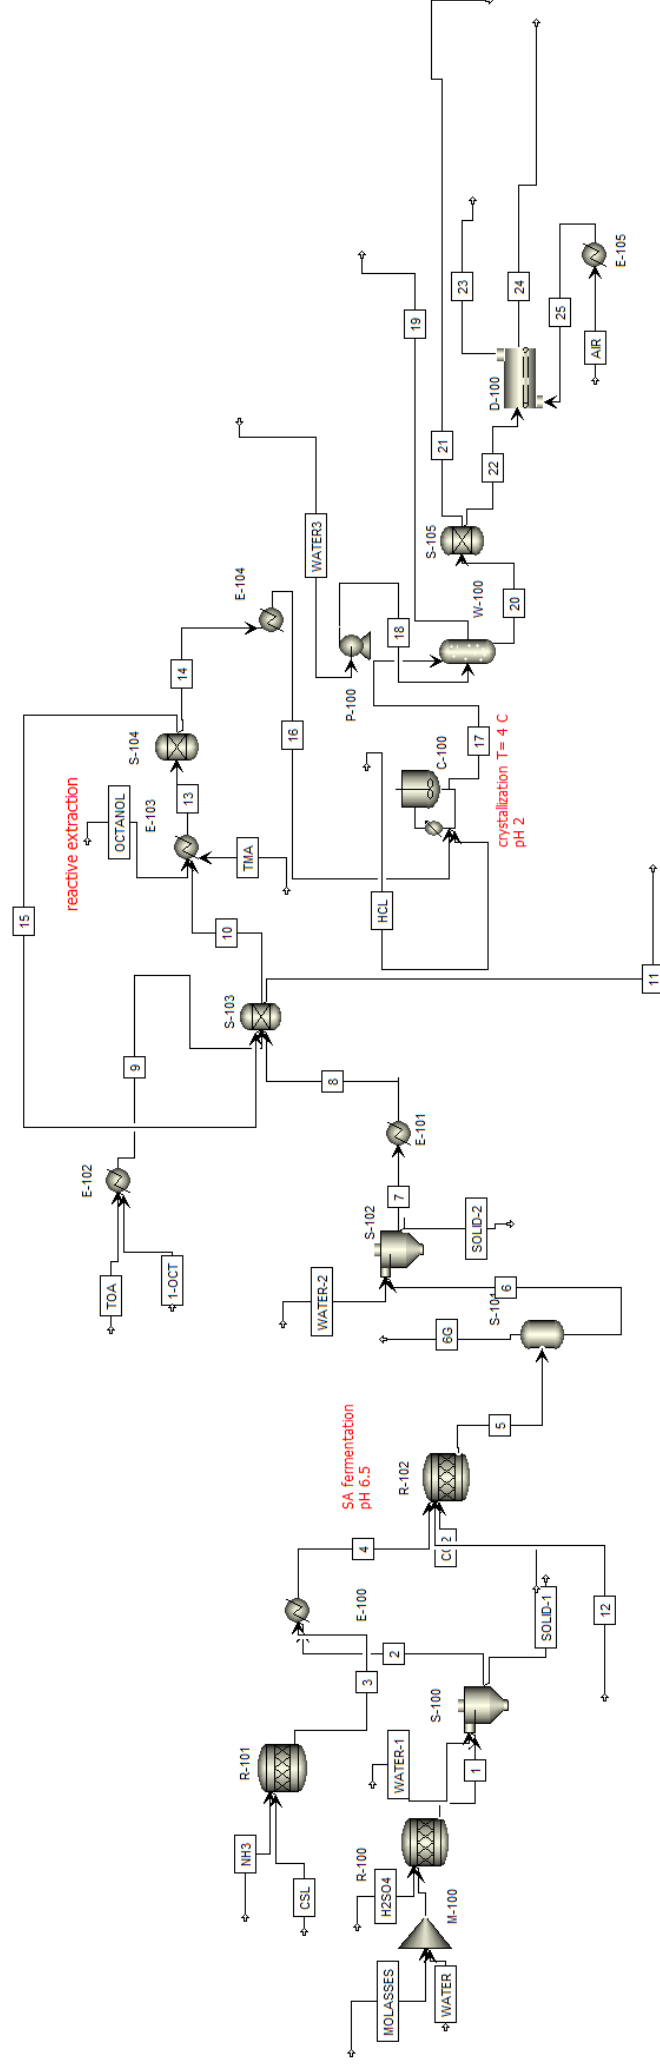 MOLASSES
WATER
M-100
H2SO4
R-100
NH3
CSL
R-101
WATER-1
1
S-100
2
3
SOLID-1
E-100
4
12
CO2
R-102
SA fermentation
pH 6.5
5
6G
S-101
6
WATER-2
S-102
SOLID-2
7
E-101
8
TOA
1-OCT
E-102
9
15
S-103
10
11
reactive extraction
OCTANOL
E-103
TMA
13
S-104
14
E-104
16
HCL
C-100
crystallization T= 4 C
pH 2
17
WATER3
P-100
18
W-100
19
20
S-105
21
22
D-100
23
24
25
AIR
E-105